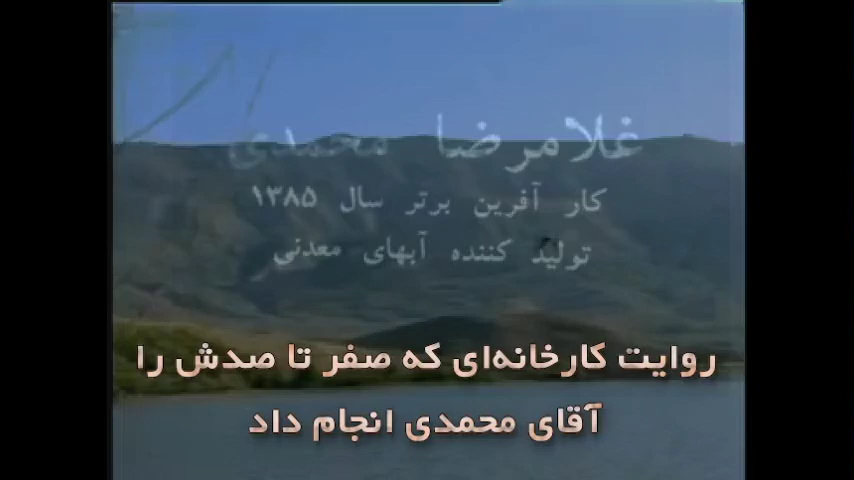 غلامرضا محمدی
کار آفرین برتر سال ۱۳۸۵
تولید کننده آبهای معدنی
روایت کارخانه‌ای که صفر تا صدش را
آقای محمدی انجام داد